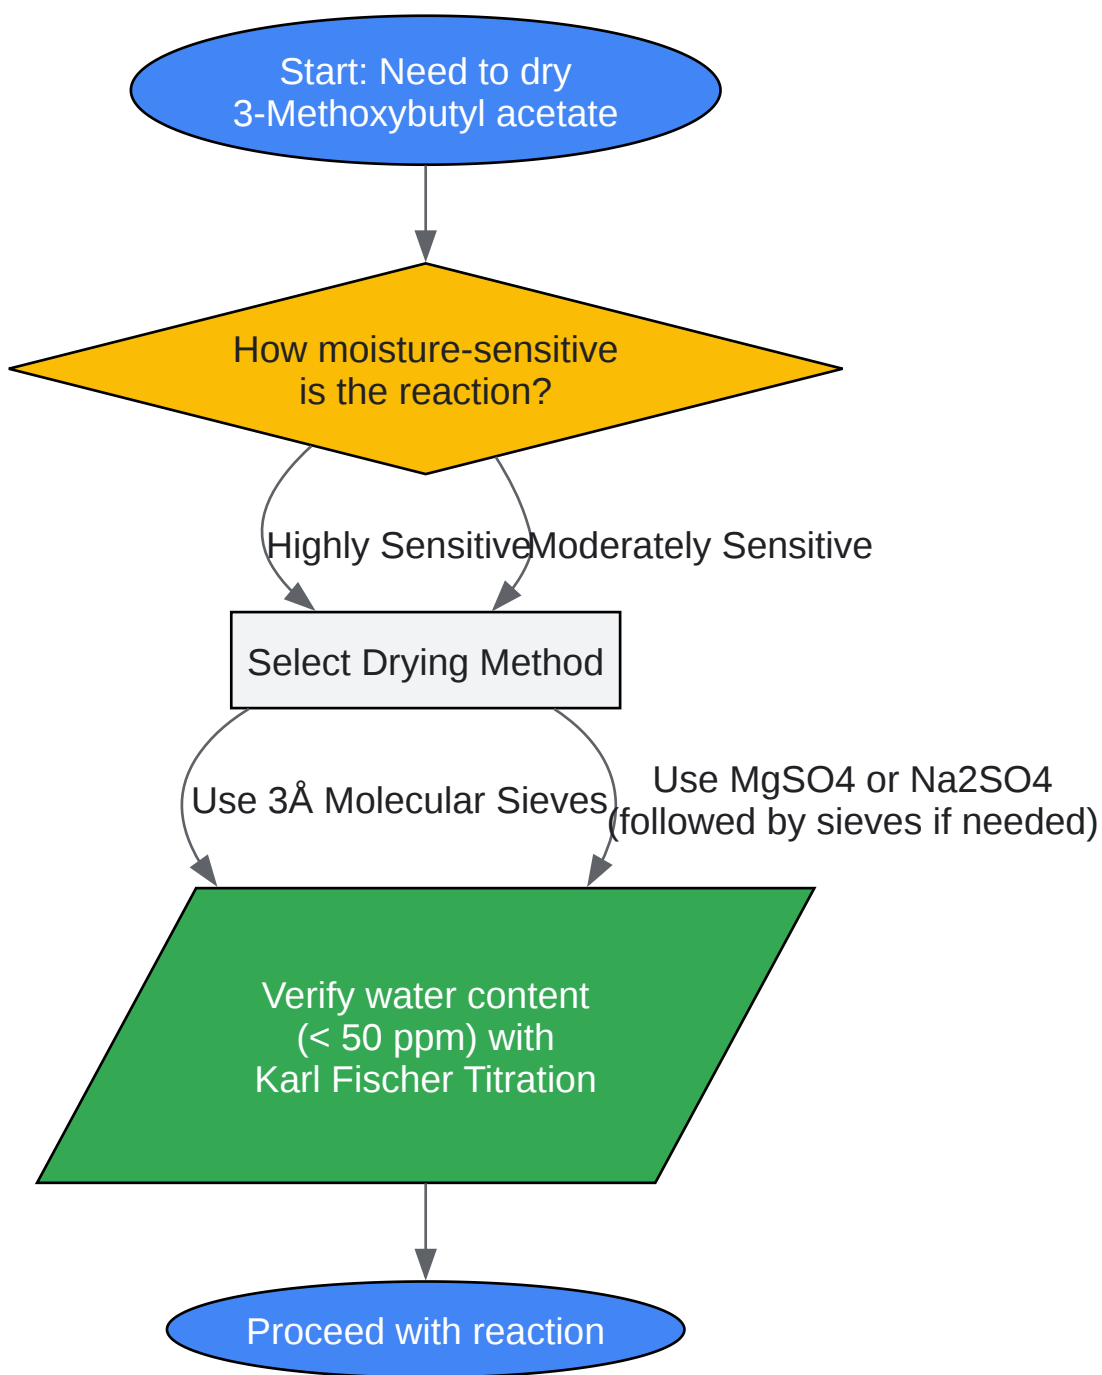 Start: Need to dry
3-Methoxybutyl acetate
How moisture-sensitive
is the reaction?
Highly Sensitive
Moderately Sensitive
Select Drying Method
Use 3Å Molecular Sieves
Use MgSO4 or Na2SO4
(followed by sieves if needed)
Verify water content
(< 50 ppm) with
Karl Fischer Titration
Proceed with reaction